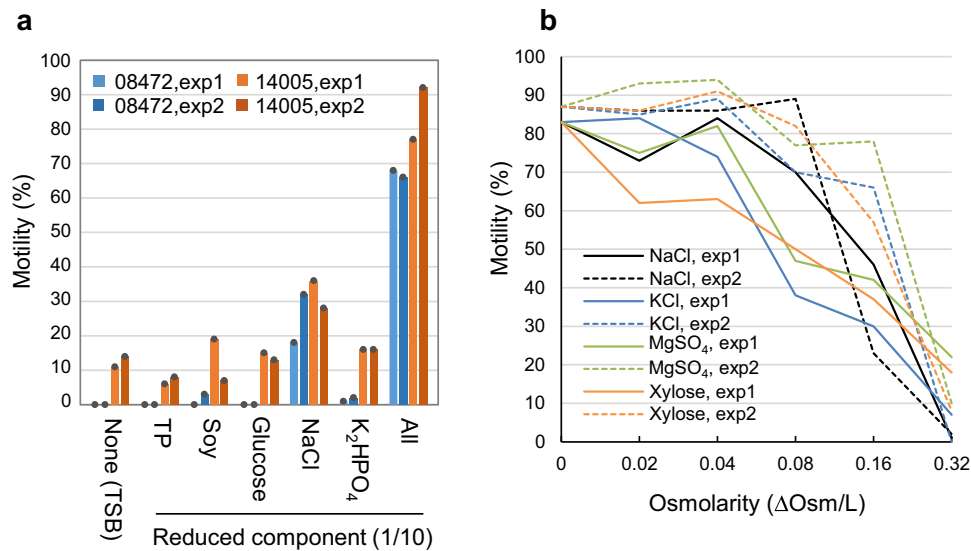 a
100
90
80
70
60
50
40
30
20
10
0
Motility (%)
08472,exp1
14005,exp1
08472,exp2
14005,exp2
None (TSB)
TP
Soy
Glucose
NaCl
K₂HPO₄
All
Reduced component (1/10)
b
100
90
80
70
60
50
40
30
20
10
0
Motility (%)
NaCl, exp1
NaCl, exp2
KCl, exp1
KCl, exp2
MgSO₄, exp1
MgSO₄, exp2
Xylose, exp1
Xylose, exp2
0 0.02 0.04 0.08 0.16 0.32
Osmolarity (ΔOsm/L)